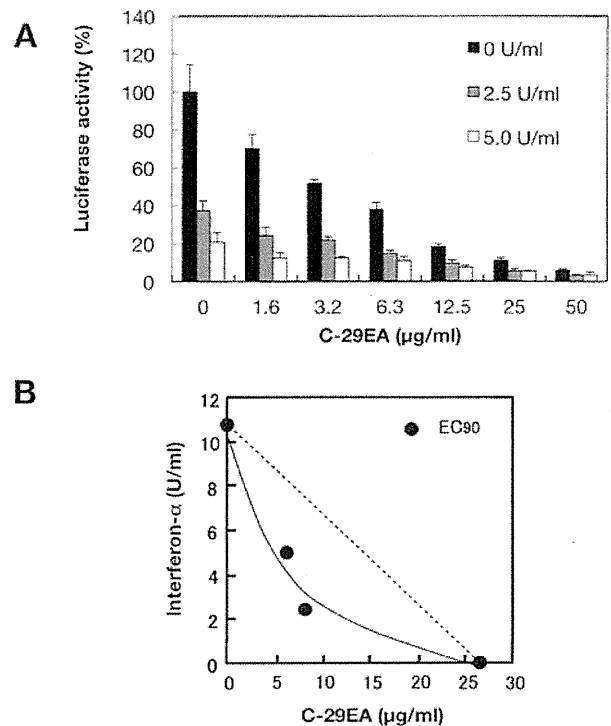 A
Luciferase activity (%)
140
120
100
80
60
40
20
0
0 U/ml
2.5 U/ml
5.0 U/ml
0 1.6 3.2 6.3 12.5 25 50
C-29EA (µg/ml)
B
Interferon-α (U/ml)
12
10
8
6
4
2
0
EC90
0 5 10 15 20 25 30
C-29EA (µg/ml)